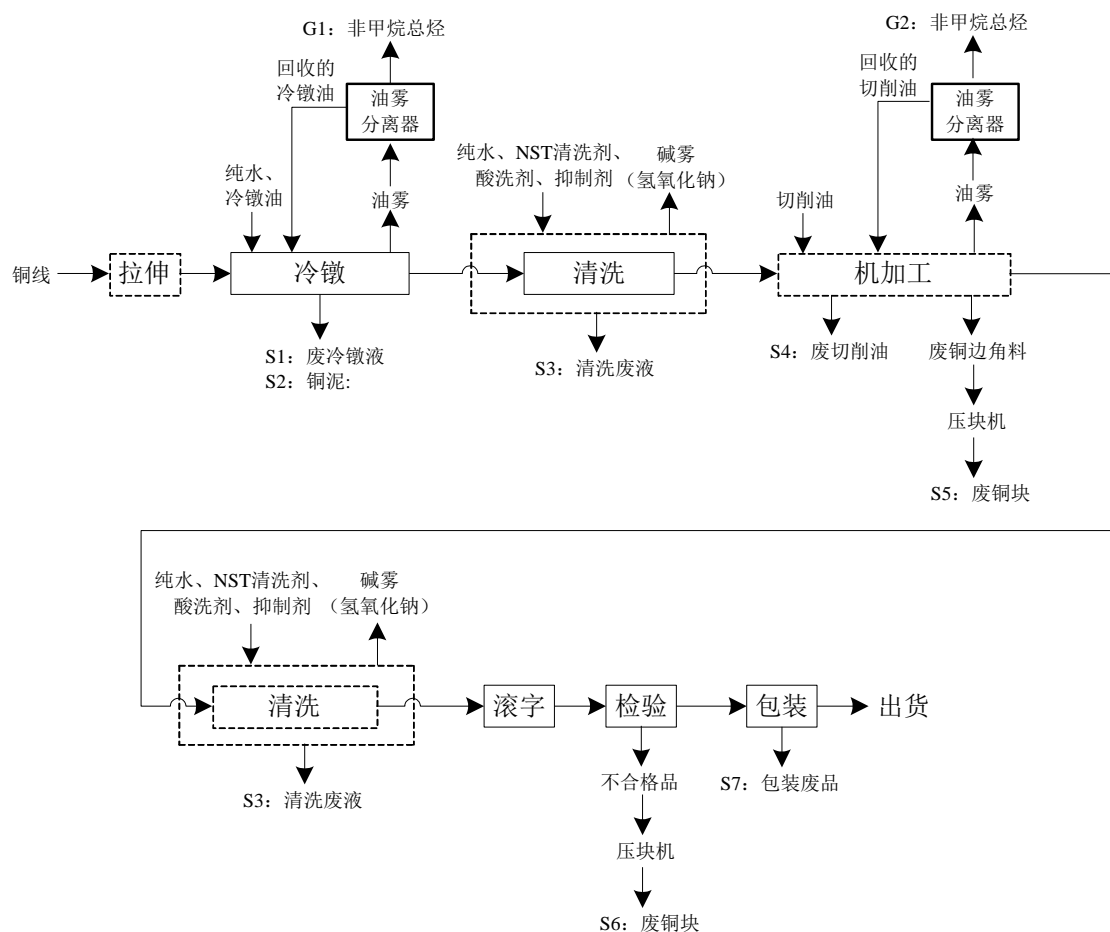 G1：非甲烷总烃
回收的
冷镦油
油雾
分离器
纯水、
冷镦油
油雾
铜线
拉伸
冷镦
S1：废冷镦液
S2：铜泥:
纯水、NST清洗剂、
酸洗剂、抑制剂
碱雾
（氢氧化钠）
清洗
S3：清洗废液
G2：非甲烷总烃
回收的
切削油
油雾
分离器
切削油
油雾
机加工
S4：废切削油
废铜边角料
压块机
S5：废铜块
纯水、NST清洗剂、
酸洗剂、抑制剂
碱雾
（氢氧化钠）
清洗
S3：清洗废液
滚字
检验
包装
出货
不合格品
压块机
S6：废铜块
S7：包装废品